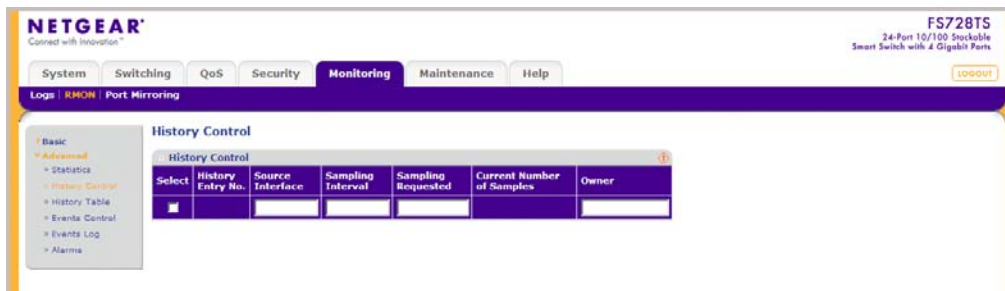 NETGEAR
Connect with Innovation™
FS728TS
24-Port 10/100 Stackable
Smart Switch with 4 Gigabit Ports
System Switching QoS Security Monitoring Maintenance Help
LOGOUT
Logs RMON Port Mirroring
Basic
Advanced
Statistics
History Control
History Table
Events Control
Events Log
Alarms
History Control
History Control
Select History Entry No. Source Interface Sampling Interval Sampling Requested Current Number of Samples Owner